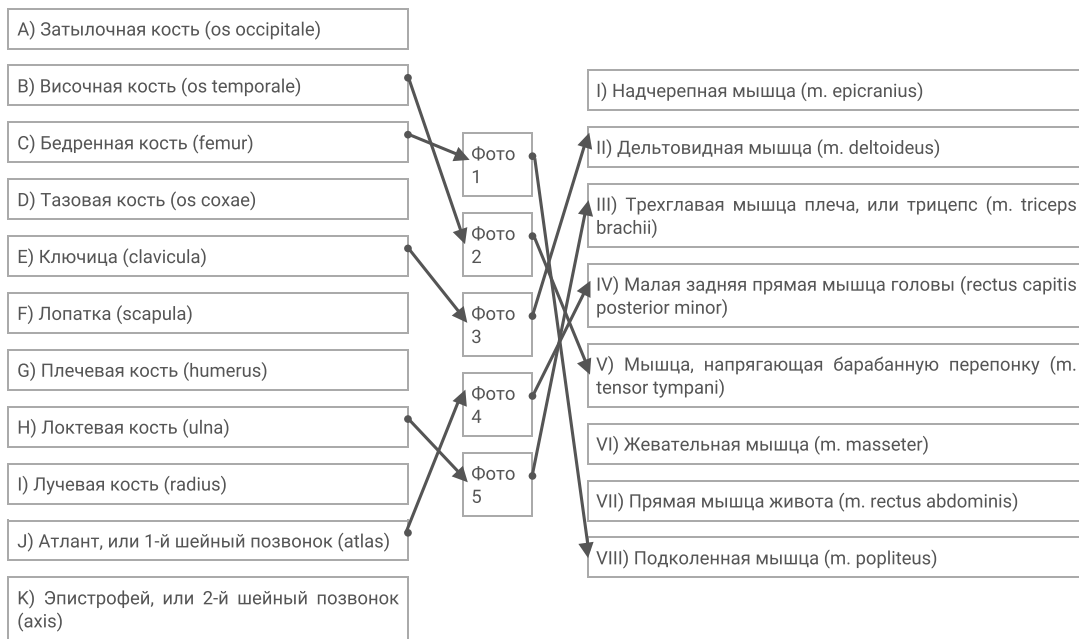 A) Затылочная кость (os occipitale)
B) Височная кость (os temporale)
C) Бедренная кость (femur)
D) Тазовая кость (os coxae)
E) Ключица (clavicula)
F) Лопатка (scapula)
G) Плечевая кость (humerus)
H) Локтевая кость (ulna)
I) Лучевая кость (radius)
J) Атлант, или 1-й шейный позвонок (atlas)
K) Эпистрофей, или 2-й шейный позвонок
(axis)
Фото
1
Фото
2
Фото
3
Фото
4
Фото
5
I) Надчерепная мышца (m. epicranius)
II) Дельтовидная мышца (m. deltoideus)
III) Трехглавая мышца плеча, или трицепс (m. triceps
brachii)
IV) Малая задняя прямая мышца головы (rectus capitis
posterior minor)
V) Мышца, напрягающая барабанную перепонку (m.
tensor tympani)
VI) Жевательная мышца (m. masseter)
VII) Прямая мышца живота (m. rectus abdominis)
VIII) Подколенная мышца (m. popliteus)